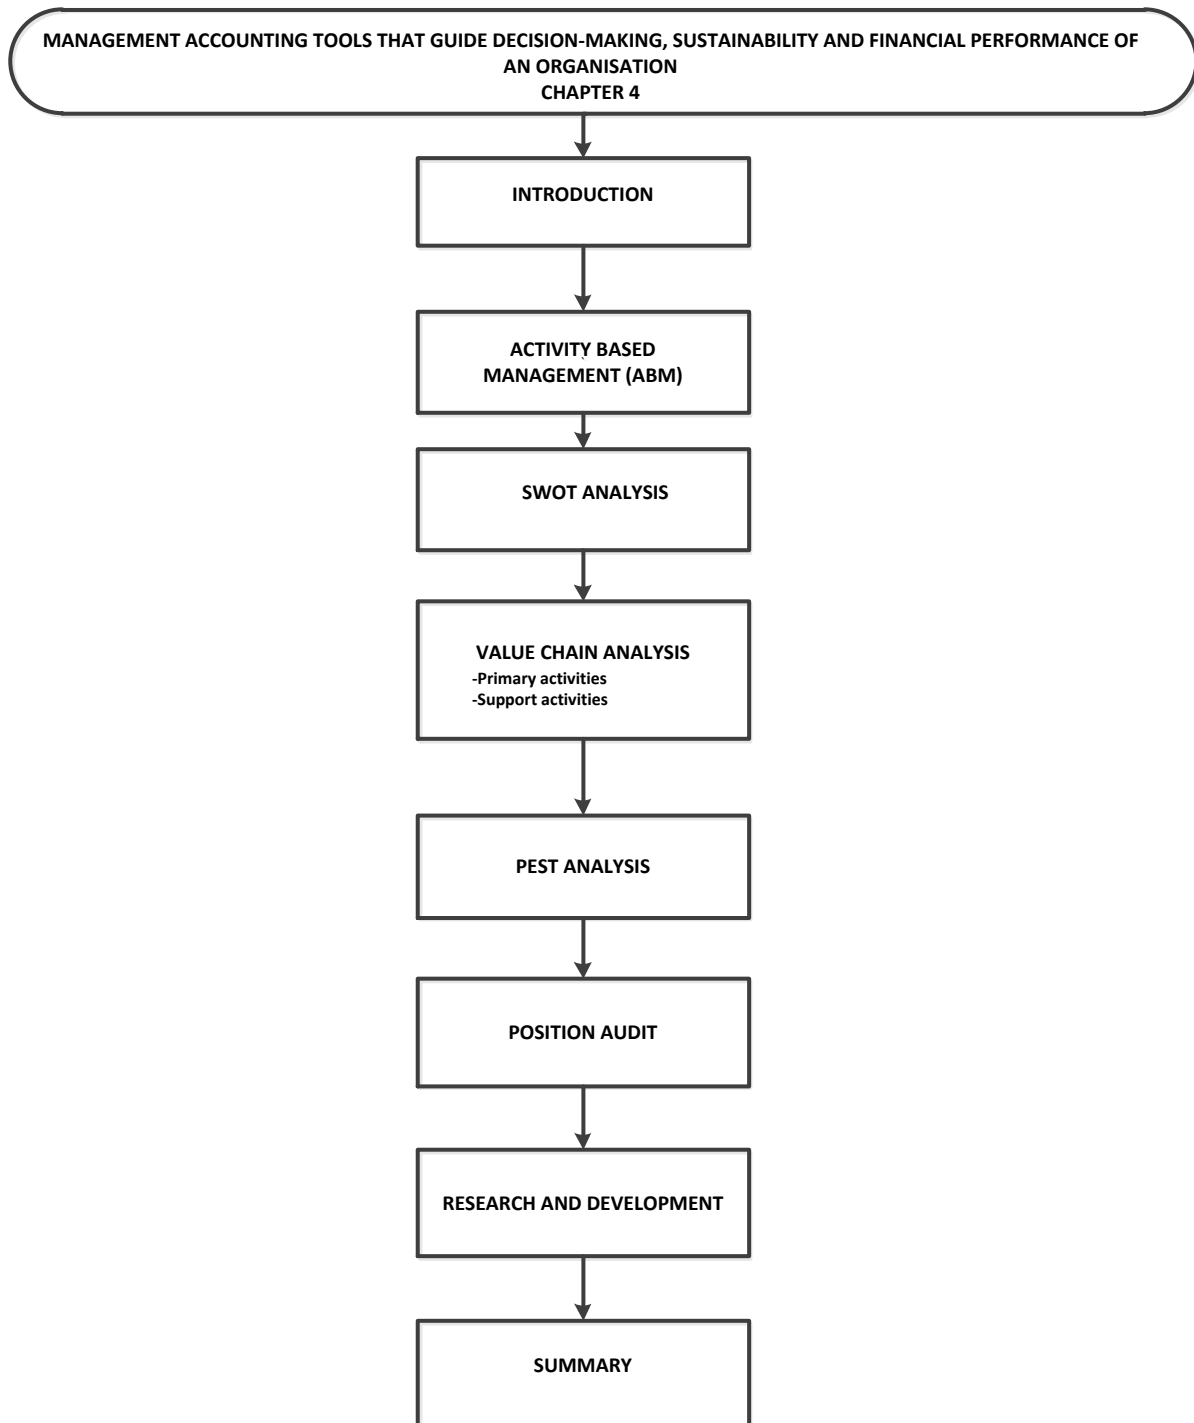 MANAGEMENT ACCOUNTING TOOLS THAT GUIDE DECISION-MAKING, SUSTAINABILITY AND FINANCIAL PERFORMANCE OF
AN ORGANISATION
CHAPTER 4
INTRODUCTION
ACTIVITY BASED
MANAGEMENT (ABM)
SWOT ANALYSIS
VALUE CHAIN ANALYSIS
-Primary activities
-Support activities
PEST ANALYSIS
POSITION AUDIT
RESEARCH AND DEVELOPMENT
SUMMARY